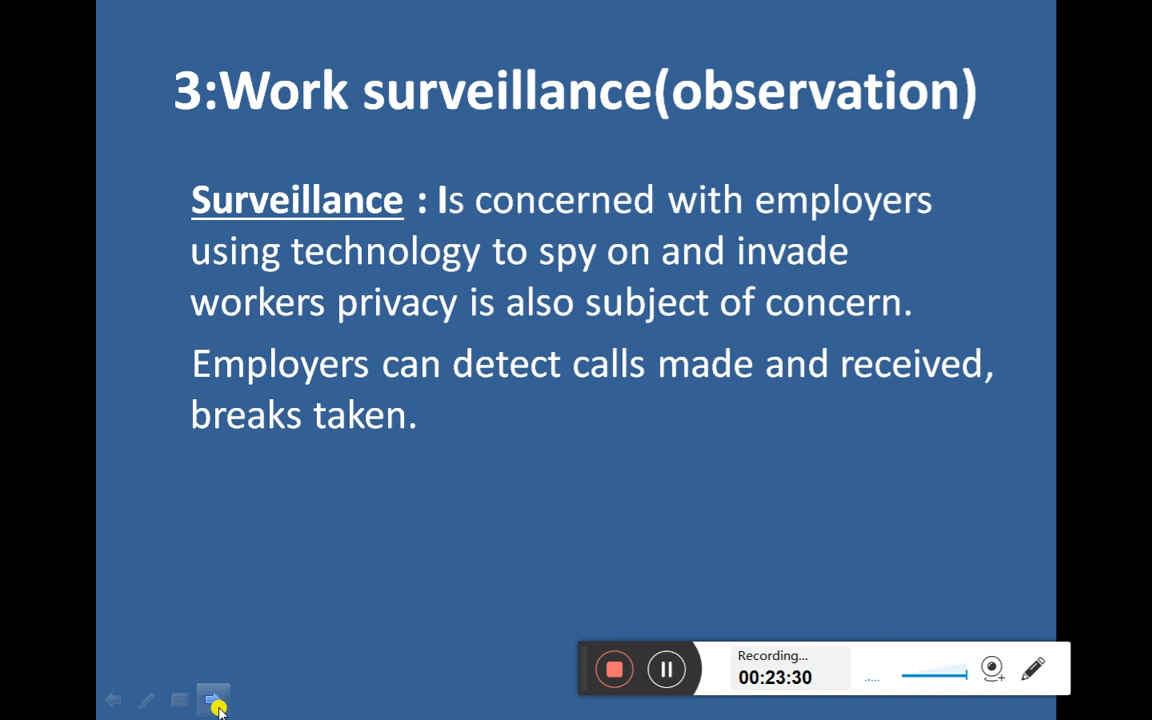 3:Work surveillance(observation)
Surveillance : Is concerned with employers
using technology to spy on and invade
workers privacy is also subject of concern.
Employers can detect calls made and received,
breaks taken.
Recording...
00:23:30